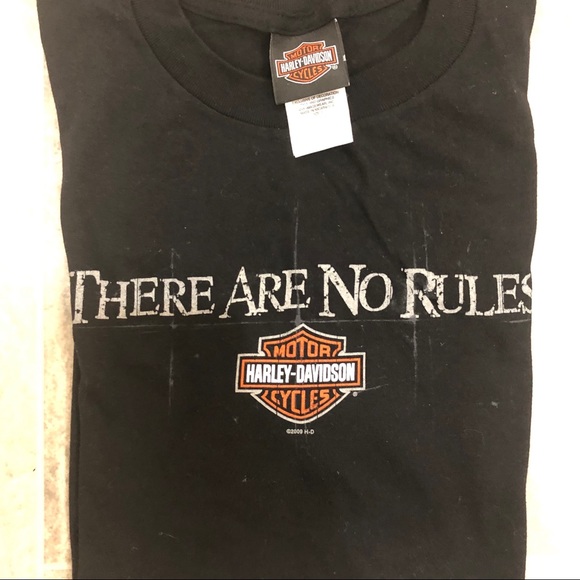 MOTOR
HARLEY-DAVIDSON
CYCLES
®
THERE ARE NO RULES
MOTOR
HARLEY-DAVIDSON
CYCLES
®
©2009 H-D